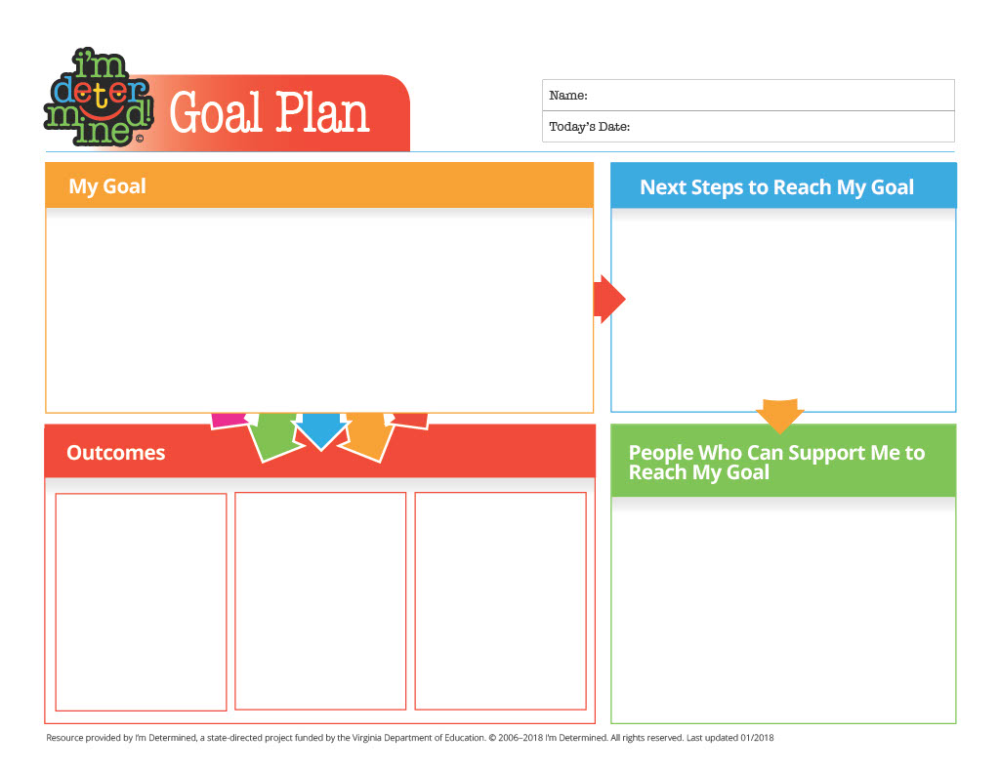 i'm
deter
mined!
©
Goal Plan
Name:
Today's Date:
My Goal
Next Steps to Reach My Goal
Outcomes
People Who Can Support Me to
Reach My Goal
Resource provided by I'm Determined, a state-directed project funded by the Virginia Department of Education. © 2006–2018 I'm Determined. All rights reserved. Last updated 01/2018